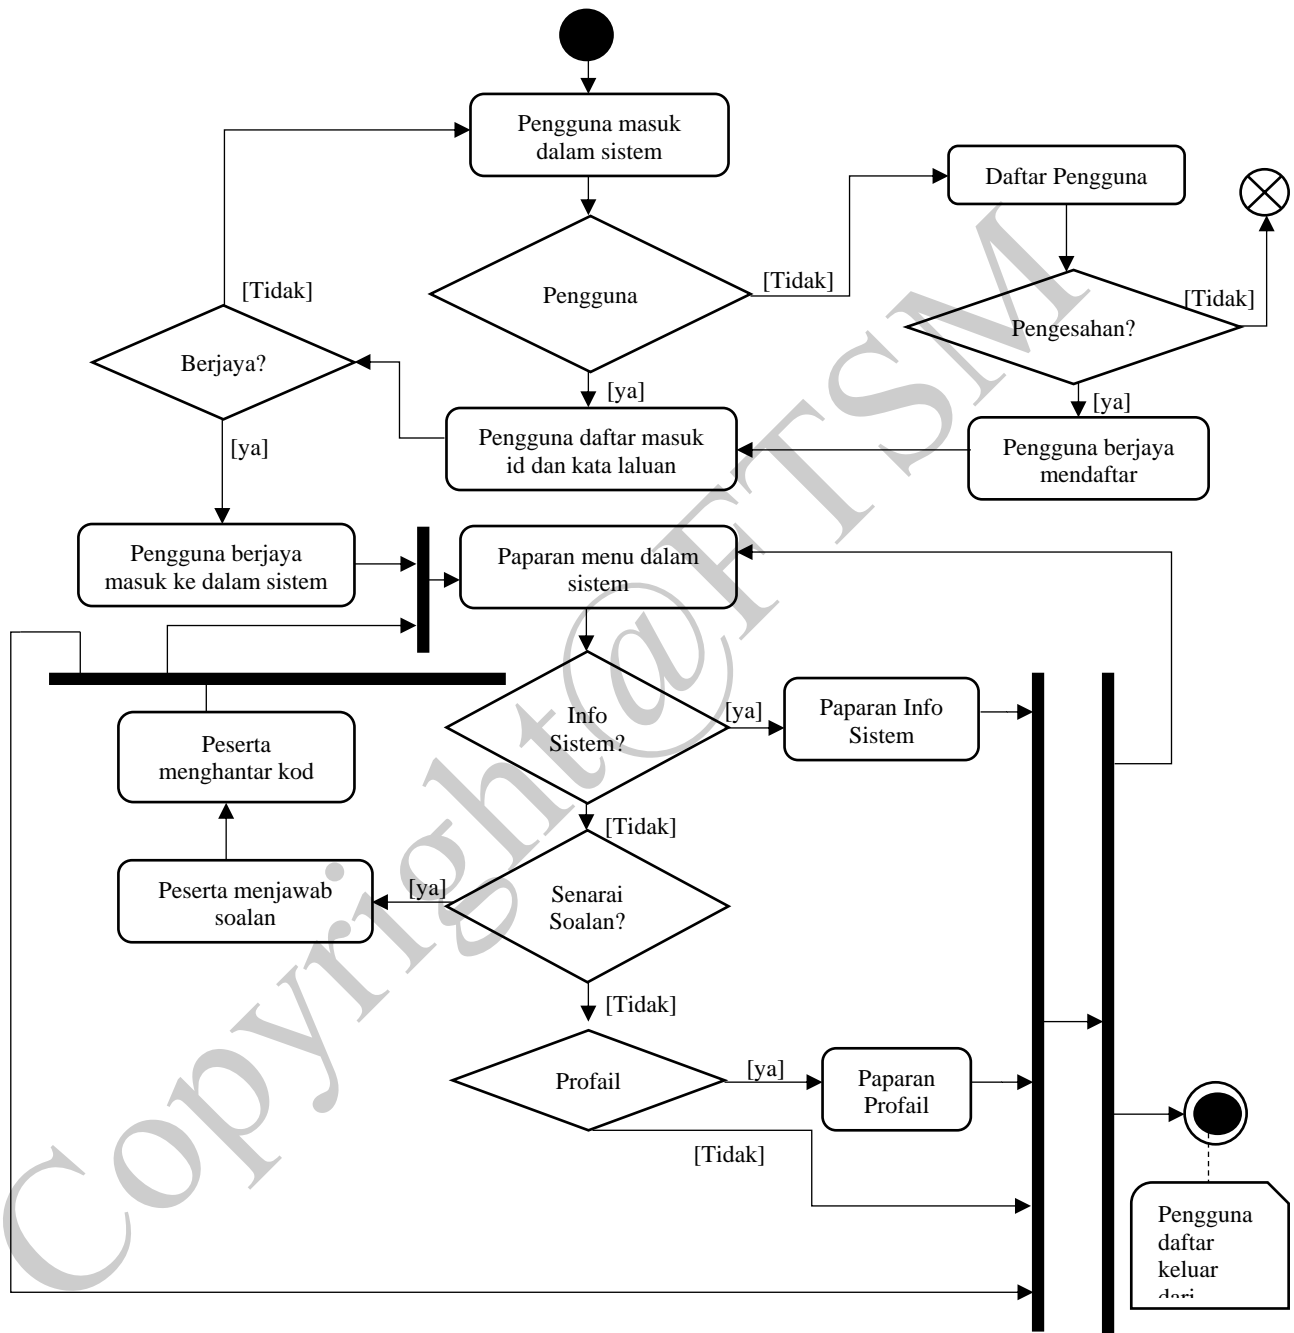 Pengguna masuk
dalam sistem
Daftar Pengguna
[Tidak]
Pengguna
[Tidak]
Pengesahan?
[Tidak]
Berjaya?
[ya]
[ya]
Pengguna daftar masuk
id dan kata laluan
Pengguna berjaya
mendaftar
[ya]
Pengguna berjaya
masuk ke dalam sistem
Paparan menu dalam
sistem
Info
Sistem?
[ya]
Paparan Info
Sistem
Peserta
menghantar kod
[Tidak]
Peserta menjawab
soalan
[ya]
Senarai
Soalan?
[Tidak]
Profail
[ya]
Paparan
Profail
[Tidak]
Pengguna
daftar
keluar
dari
Copyright@FTSM